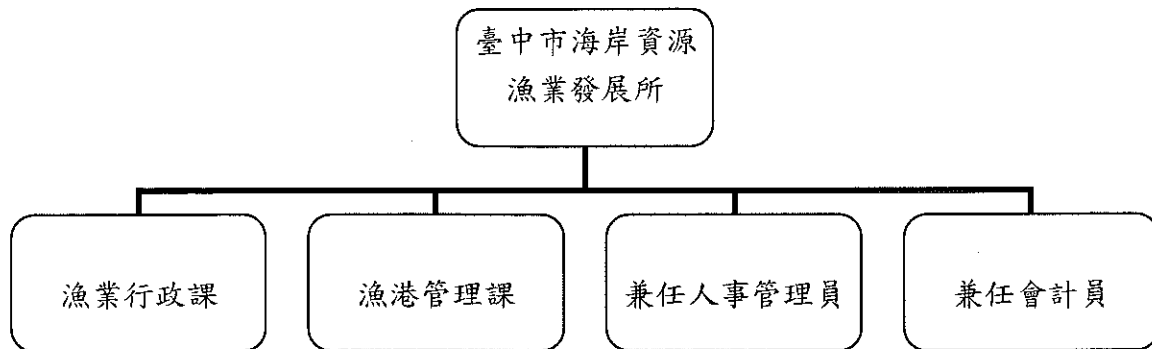 臺中市海岸資源
漁業發展所
漁業行政課
漁港管理課
兼任人事管理員
兼任會計員